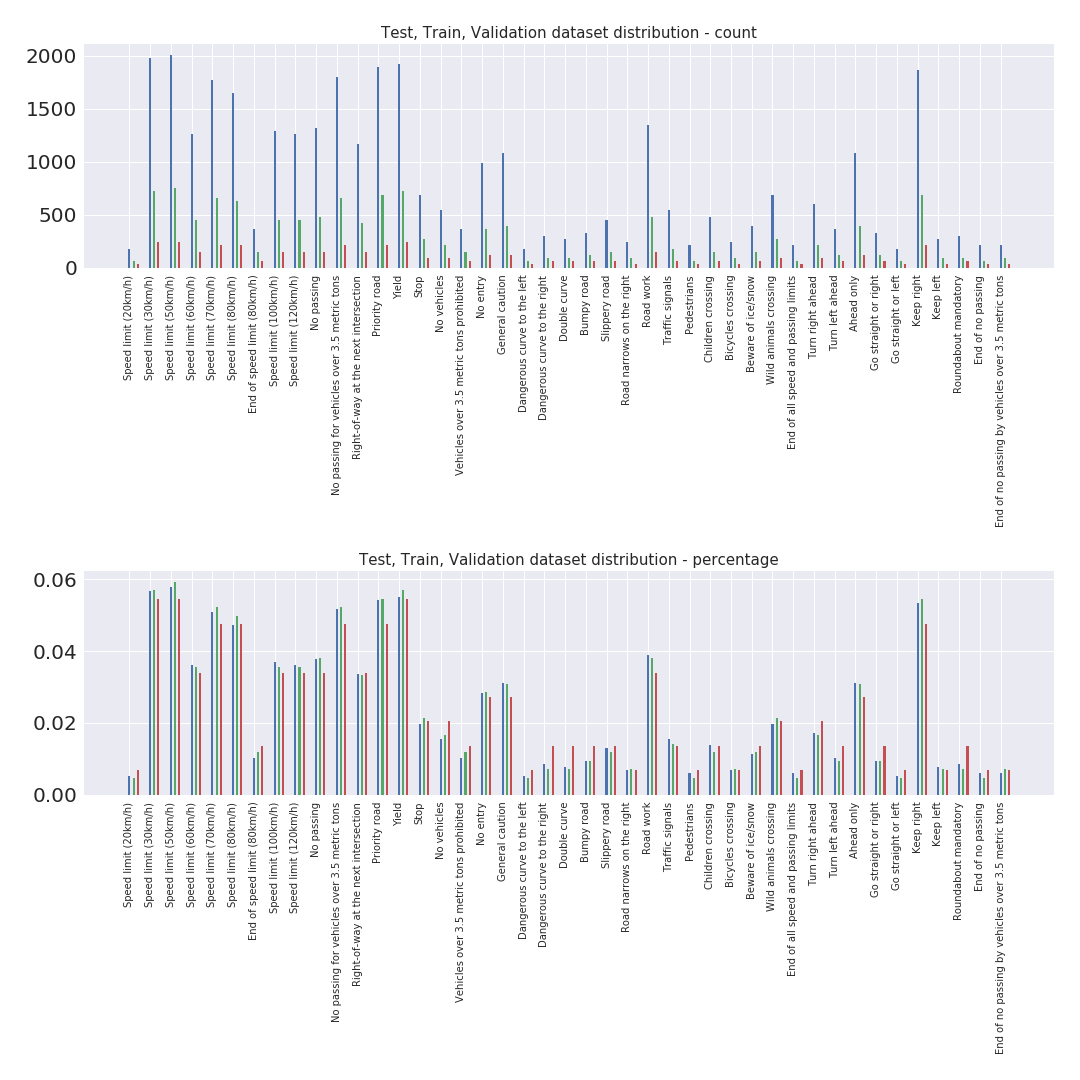 Test, Train, Validation dataset distribution - count
2000
1500
1000
500
0
Speed limit (20km/h)
Speed limit (30km/h)
Speed limit (50km/h)
Speed limit (60km/h)
Speed limit (70km/h)
Speed limit (80km/h)
End of speed limit (80km/h)
Speed limit (100km/h)
Speed limit (120km/h)
No passing
No passing for vehicles over 3.5 metric tons
Right-of-way at the next intersection
Priority road
Yield
Stop
No vehicles
Vehicles over 3.5 metric tons prohibited
No entry
General caution
Dangerous curve to the left
Dangerous curve to the right
Double curve
Bumpy road
Slippery road
Road narrows on the right
Road work
Traffic signals
Pedestrians
Children crossing
Bicycles crossing
Beware of ice/snow
Wild animals crossing
End of all speed and passing limits
Turn right ahead
Turn left ahead
Ahead only
Go straight or right
Go straight or left
Keep right
Keep left
Roundabout mandatory
End of no passing
End of no passing by vehicles over 3.5 metric tons
Test, Train, Validation dataset distribution - percentage
0.06
0.04
0.02
0.00
Speed limit (20km/h)
Speed limit (30km/h)
Speed limit (50km/h)
Speed limit (60km/h)
Speed limit (70km/h)
Speed limit (80km/h)
End of speed limit (80km/h)
Speed limit (100km/h)
Speed limit (120km/h)
No passing
No passing for vehicles over 3.5 metric tons
Right-of-way at the next intersection
Priority road
Yield
Stop
No vehicles
Vehicles over 3.5 metric tons prohibited
No entry
General caution
Dangerous curve to the left
Dangerous curve to the right
Double curve
Bumpy road
Slippery road
Road narrows on the right
Road work
Traffic signals
Pedestrians
Children crossing
Bicycles crossing
Beware of ice/snow
Wild animals crossing
End of all speed and passing limits
Turn right ahead
Turn left ahead
Ahead only
Go straight or right
Go straight or left
Keep right
Keep left
Roundabout mandatory
End of no passing
End of no passing by vehicles over 3.5 metric tons